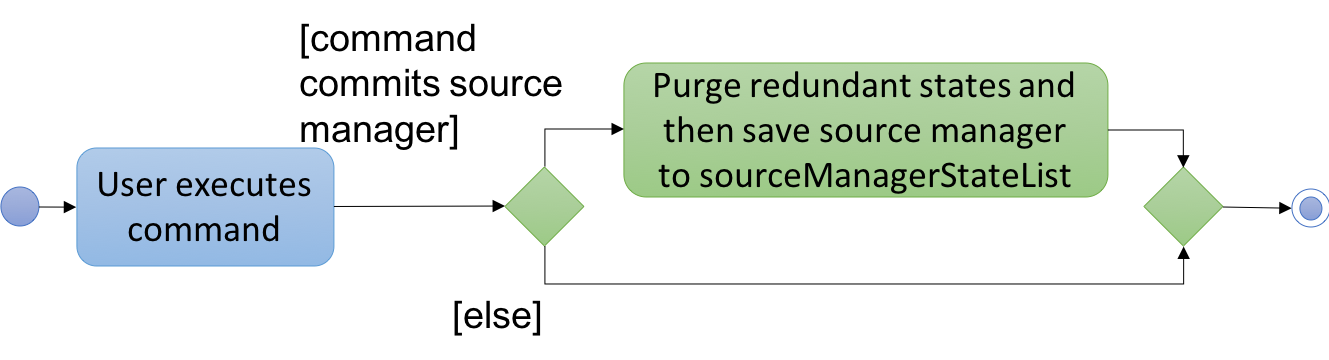 [command
commits source
manager]
User executes
command
Purge redundant states and
then save source manager
to sourceManagerStateList
[else]